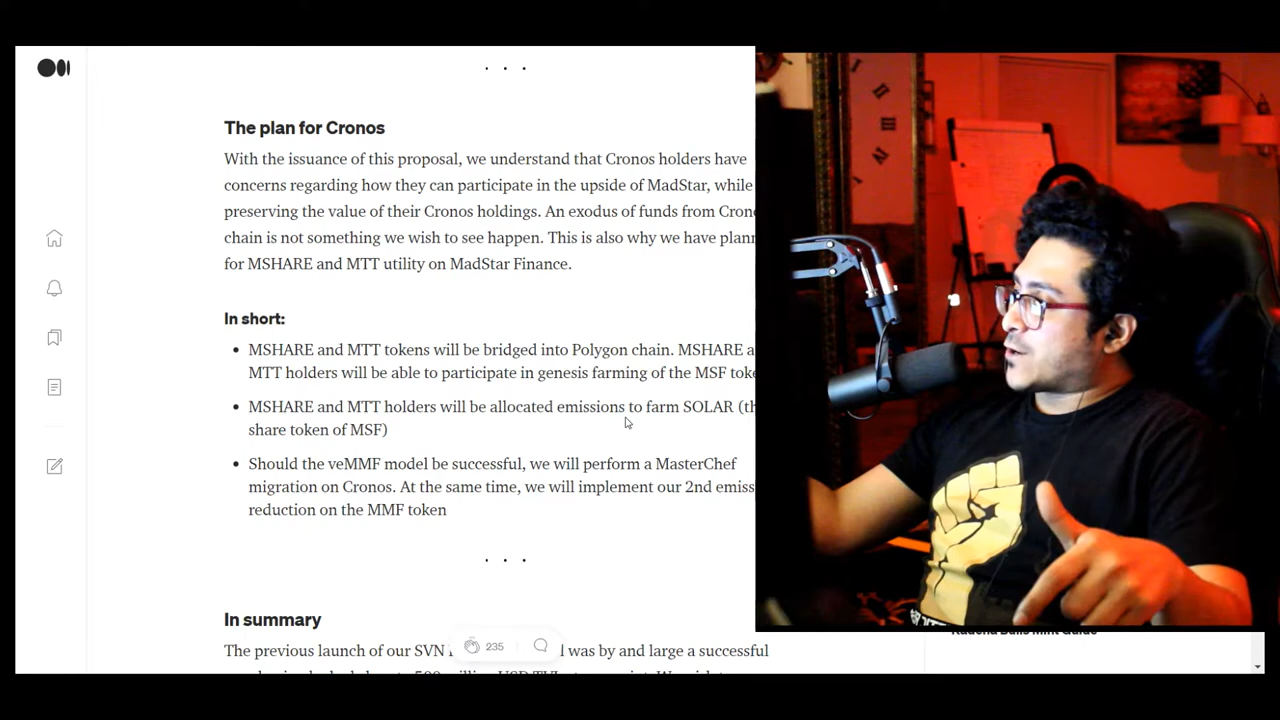 The plan for Cronos
With the issuance of this proposal, we understand that Cronos holders have
concerns regarding how they can participate in the upside of MadStar, while
preserving the value of their Cronos holdings. An exodus of funds from Cron
chain is not something we wish to see happen. This is also why we have plan
for MSHARE and MTT utility on MadStar Finance.
In short:
MSHARE and MTT tokens will be bridged into Polygon chain. MSHARE a
MTT holders will be able to participate in genesis farming of the MSF toke
MSHARE and MTT holders will be allocated emissions to farm SOLAR (th
share token of MSF)
Should the veMMF model be successful, we will perform a MasterChef
migration on Cronos. At the same time, we will implement our 2nd emiss
reduction on the MMF token
In summary
235
The previous launch of our SVN was by and large a successful